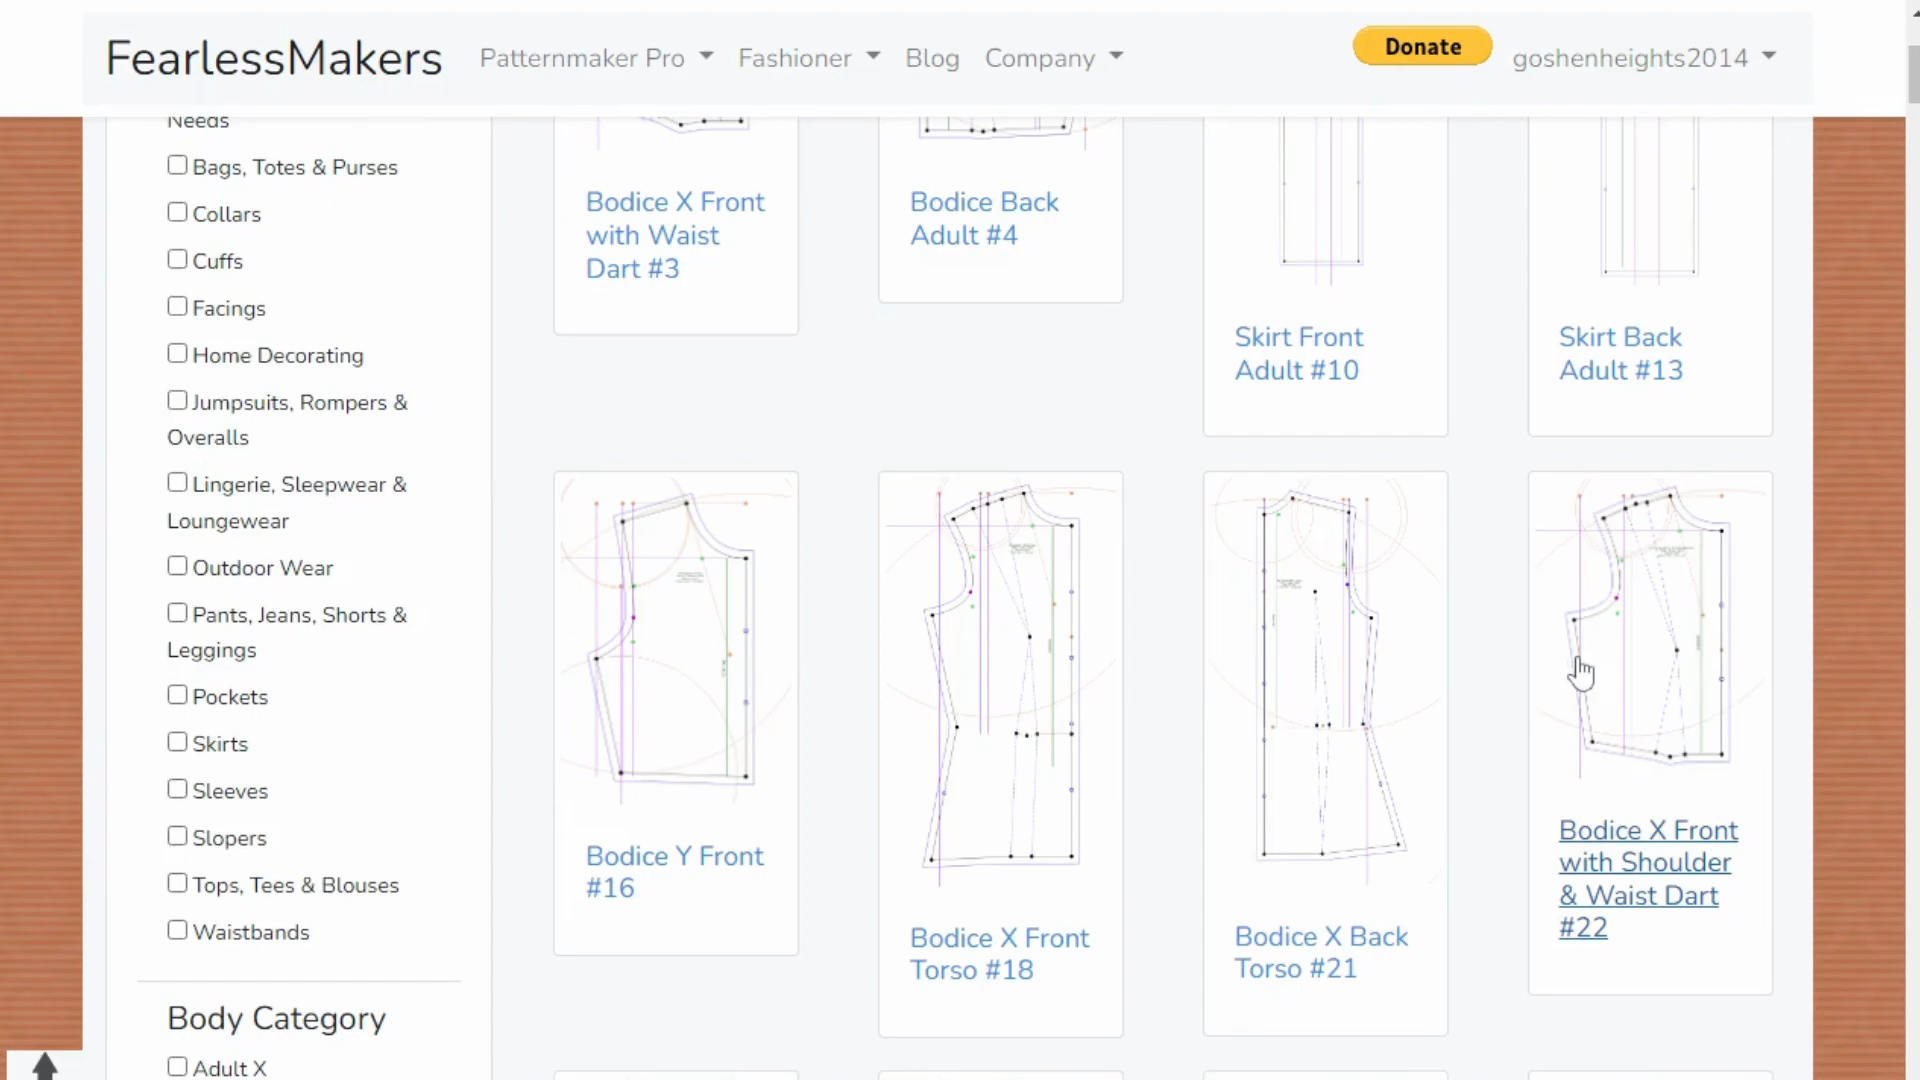 FearlessMakers
Patternmaker Pro
Fashioner
Blog
Company
Donate
goshenheights2014
Needs
Bags, Totes & Purses
Collars
Cuffs
Facings
Home Decorating
Jumpsuits, Rompers &
Overalls
Lingerie, Sleepwear &
Loungewear
Outdoor Wear
Pants, Jeans, Shorts &
Leggings
Pockets
Skirts
Sleeves
Slopers
Tops, Tees & Blouses
Waistbands
Body Category
Adult X
Bodice X Front
with Waist
Dart #3
Bodice Back
Adult #4
Skirt Front
Adult #10
Skirt Back
Adult #13
Bodice Y Front
#16
Bodice X Front
Torso #18
Bodice X Back
Torso #21
Bodice X Front
with Shoulder
& Waist Dart
#22